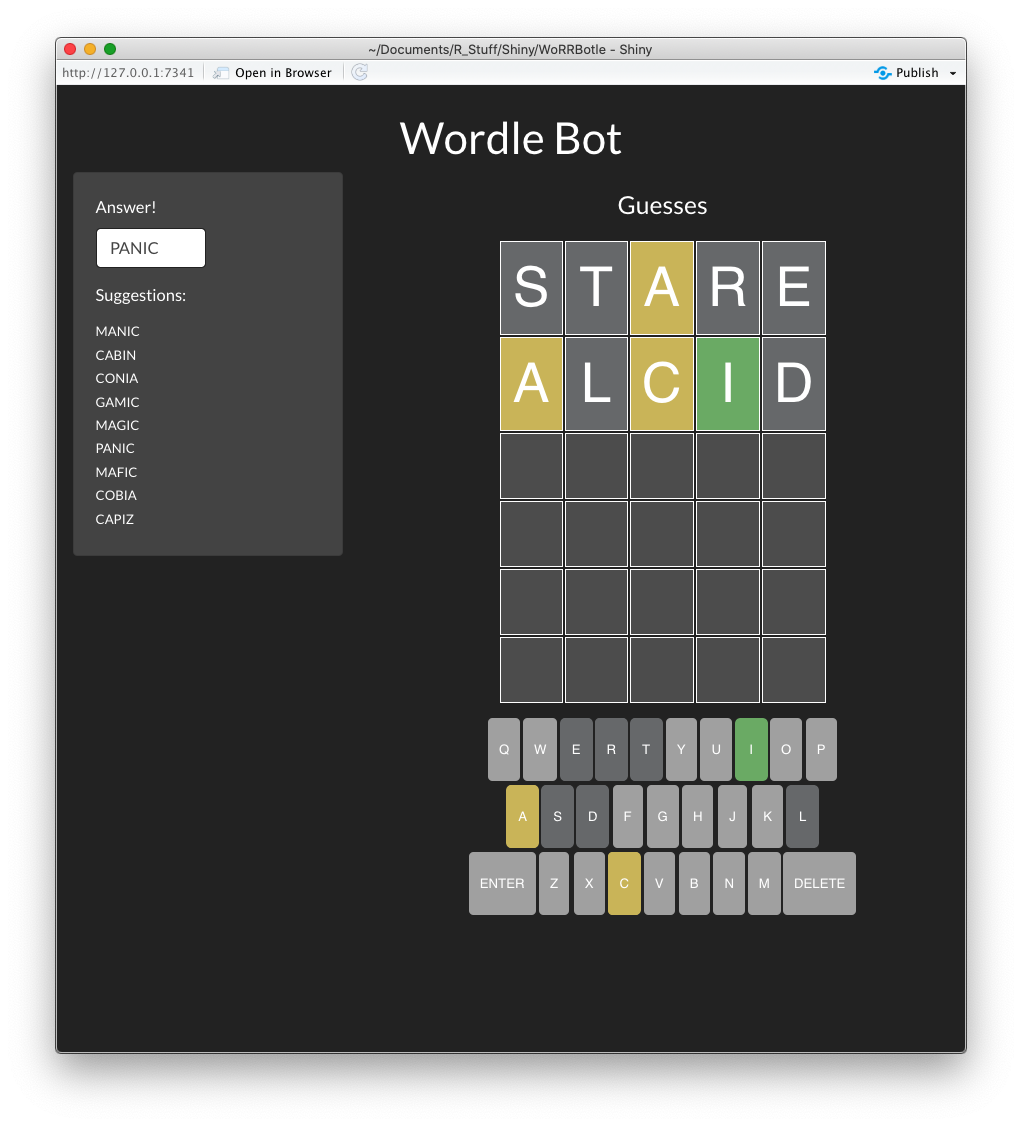 ~/Documents/R_Stuff/Shiny/WoRRBotle - Shiny
http://127.0.0.1:7341 Open in Browser Publish
Wordle Bot
Answer!
PANIC
Suggestions:
MANIC
CABIN
CONIA
GAMIC
MAGIC
PANIC
MAFIC
COBIA
CAPIZ
Guesses
S T A R E
A L C I D
Q W E R T Y U I O P
A S D F G H J K L
ENTER Z X C V B N M DELETE